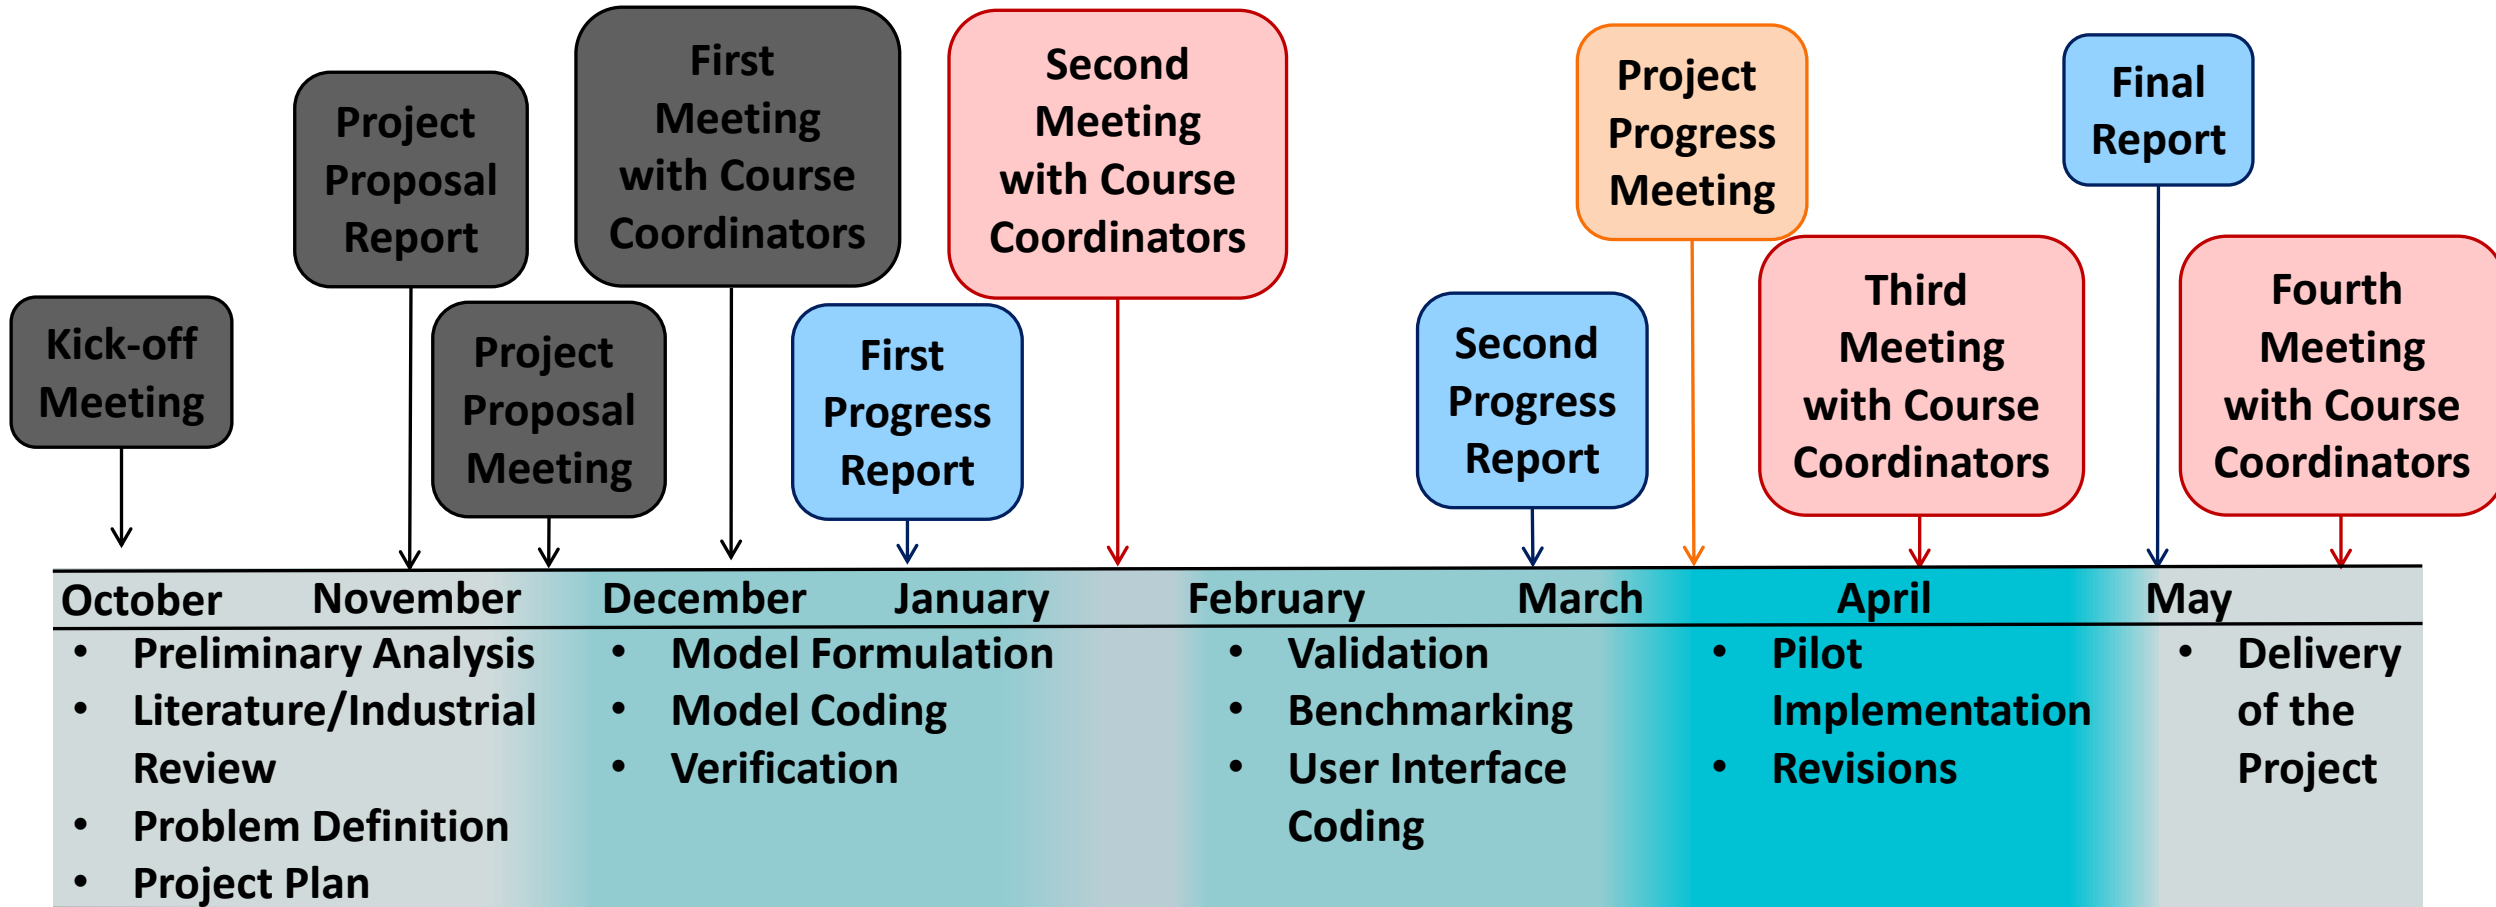 Kick-off
Meeting
Project
Proposal
Report
Project
Proposal
Meeting
First
Meeting
with Course
Coordinators
First
Progress
Report
Second
Meeting
with Course
Coordinators
Second
Progress
Report
Project
Progress
Meeting
Third
Meeting
with Course
Coordinators
Final
Report
Fourth
Meeting
with Course
Coordinators
October November December January February March April May
• Preliminary Analysis
• Literature/Industrial
Review
• Problem Definition
• Project Plan
• Model Formulation
• Model Coding
• Verification
• Validation
• Benchmarking
• User Interface
Coding
• Pilot
Implementation
• Revisions
• Delivery
of the
Project